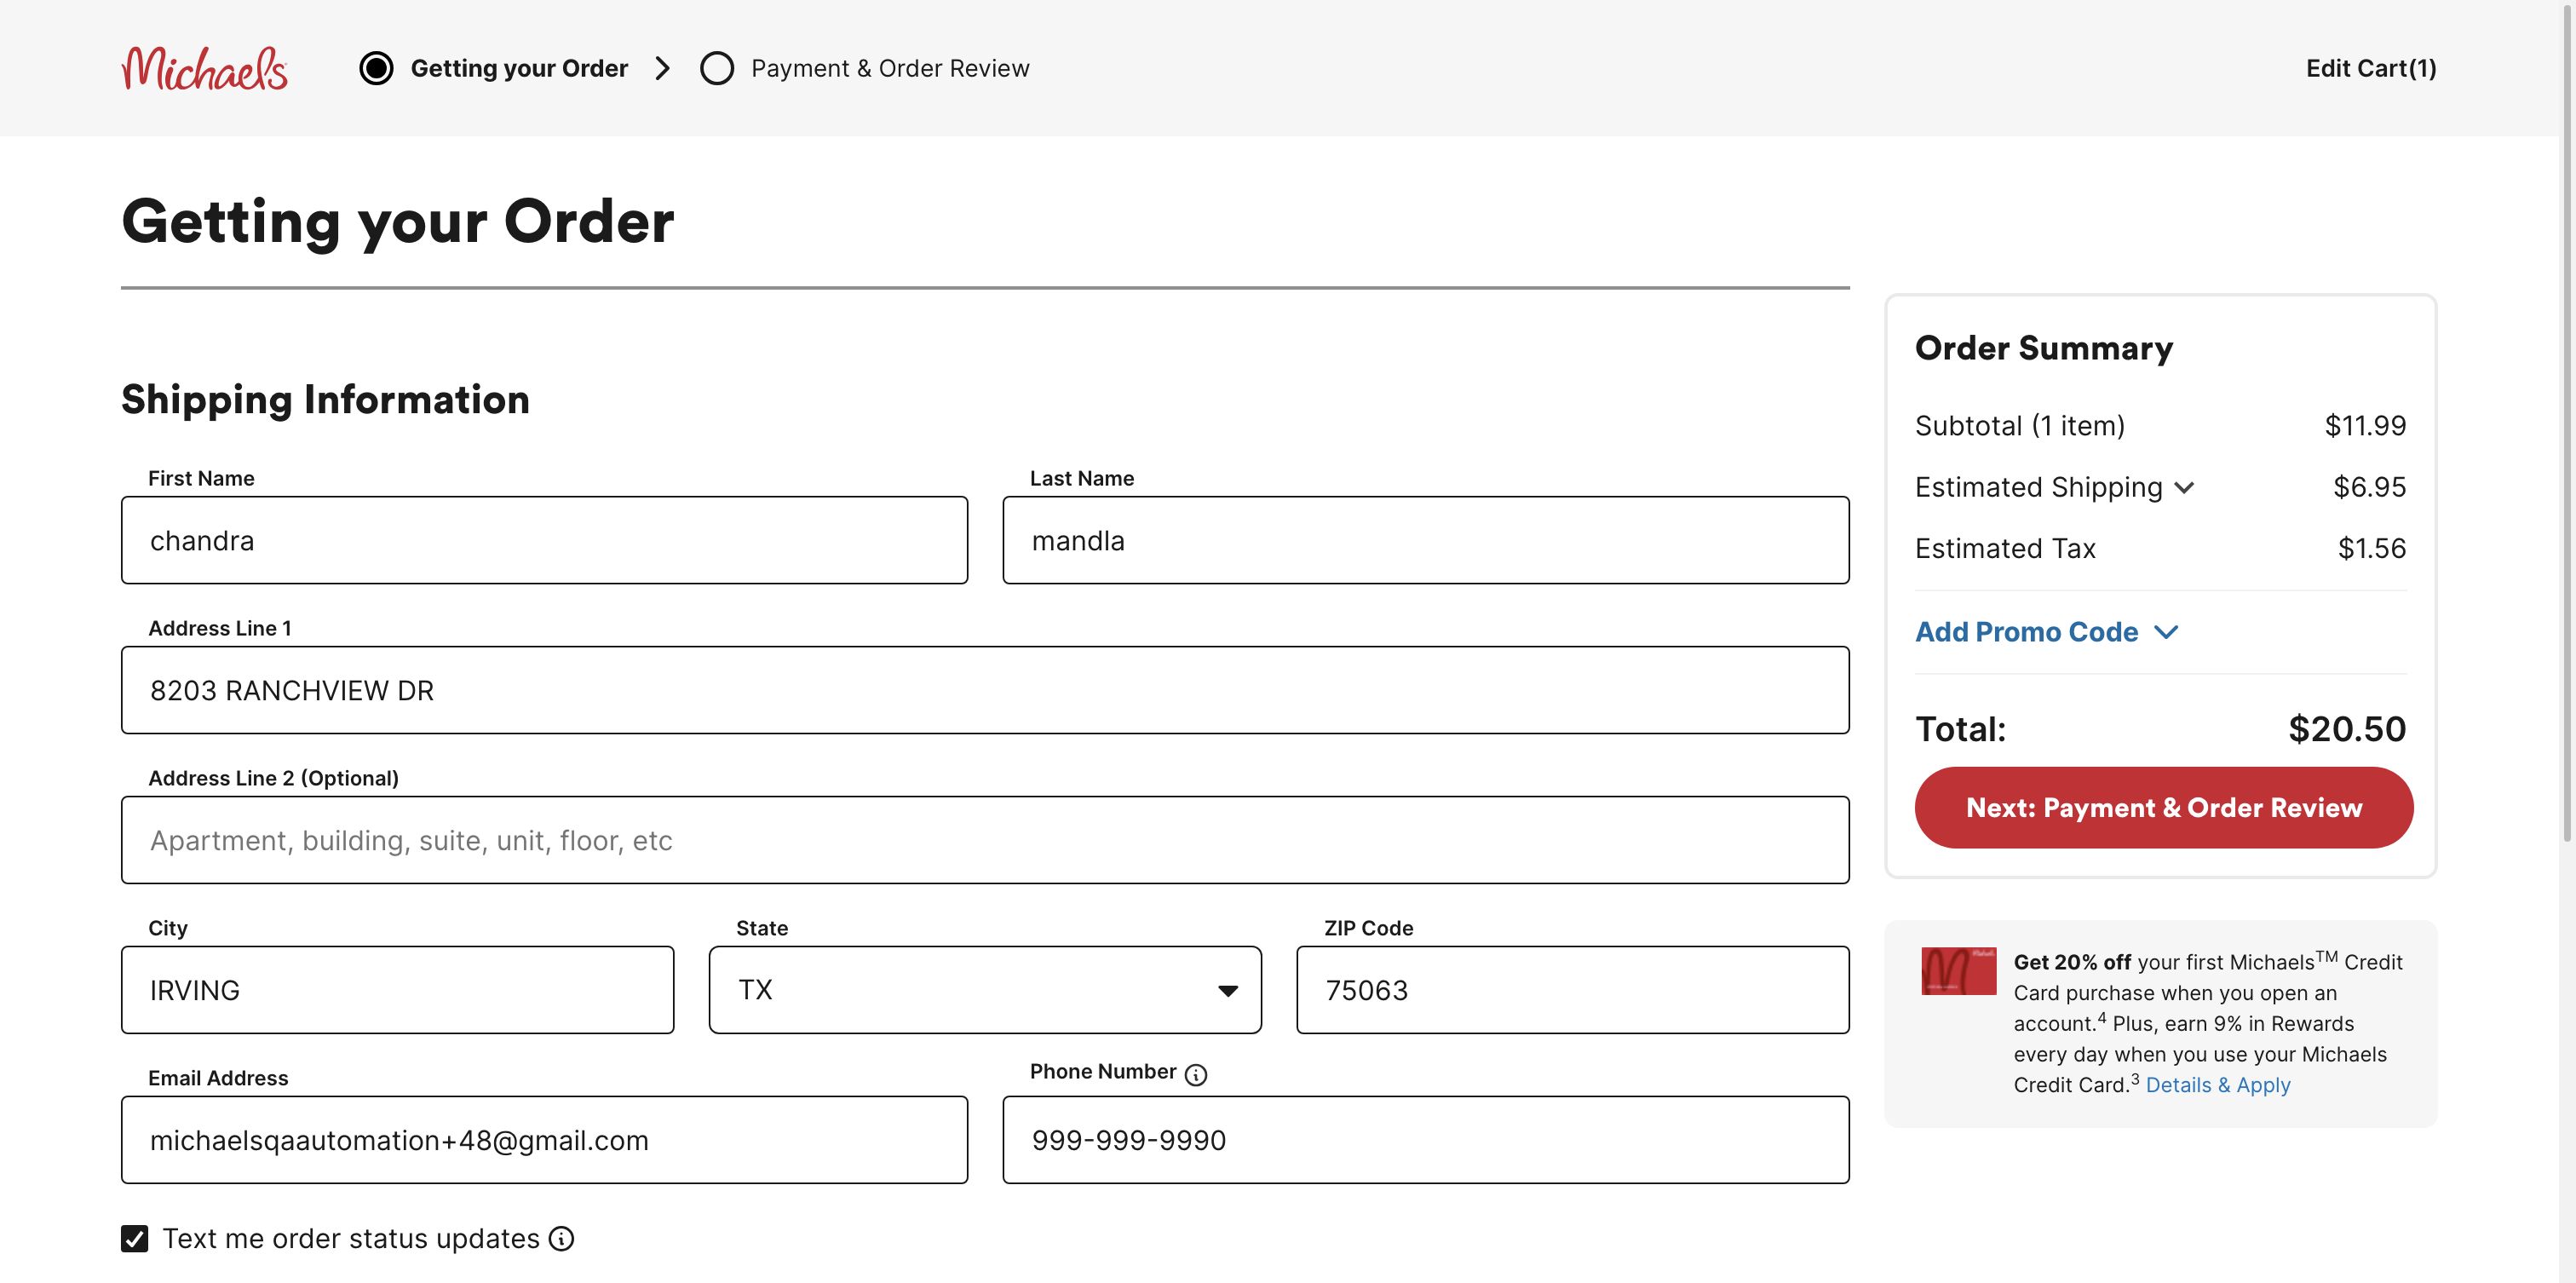 Michaels
Getting your Order
Payment & Order Review
Edit Cart(1)
Getting your Order
Shipping Information
First Name
Last Name
chandra
mandla
Address Line 1
8203 RANCHVIEW DR
Address Line 2 (Optional)
Apartment, building, suite, unit, floor, etc
City
State
ZIP Code
IRVING
TX
75063
Email Address
Phone Number
michaelsqaautomation+48@gmail.com
999-999-9990
Text me order status updates
Order Summary
Subtotal (1 item) $11.99
Estimated Shipping $6.95
Estimated Tax $1.56
Add Promo Code
Total: $20.50
Next: Payment & Order Review
Get 20% off your first Michaels™ Credit
Card purchase when you open an
account.⁴ Plus, earn 9% in Rewards
every day when you use your Michaels
Credit Card.³ Details & Apply